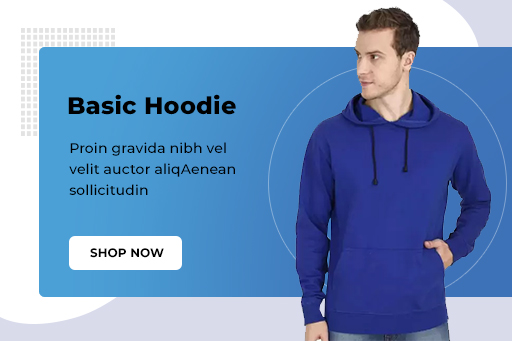 Basic Hoodie
Proin gravida nibh vel
velit auctor aliqAenean
sollicitudin
SHOP NOW